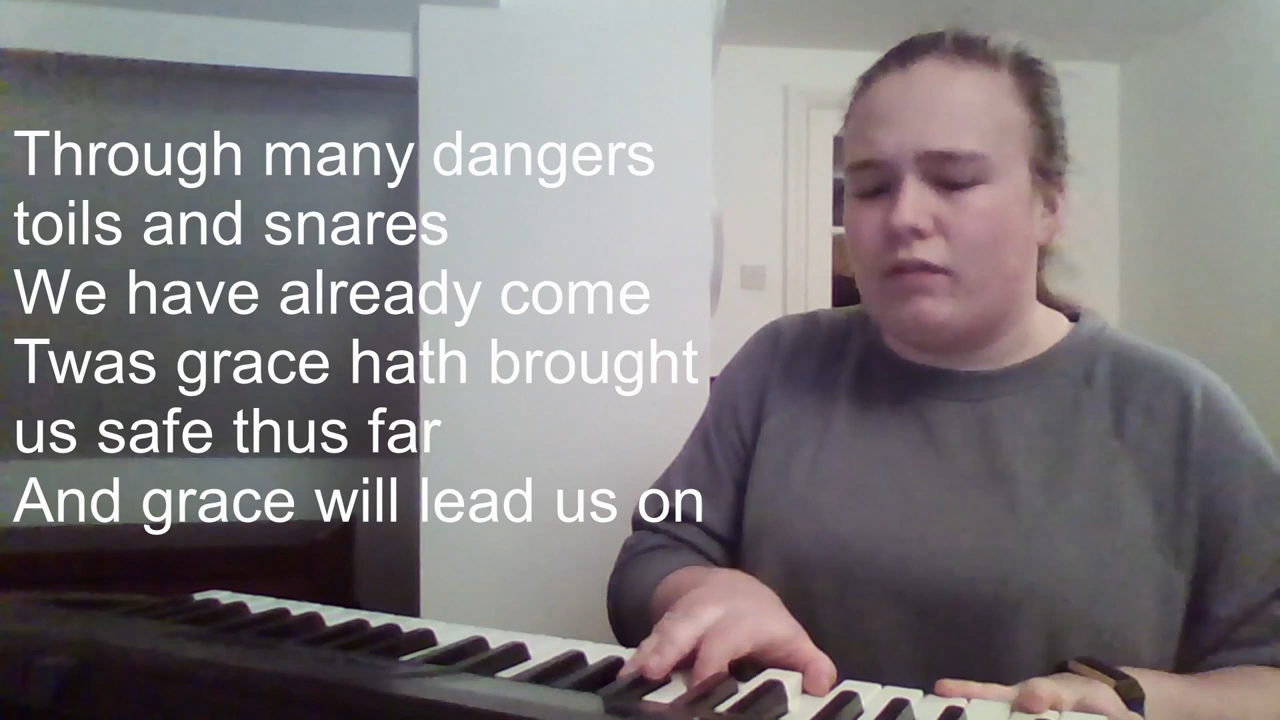 Through many dangers
toils and snares
We have already come
Twas grace hath brought
us safe thus far
And grace will lead us on